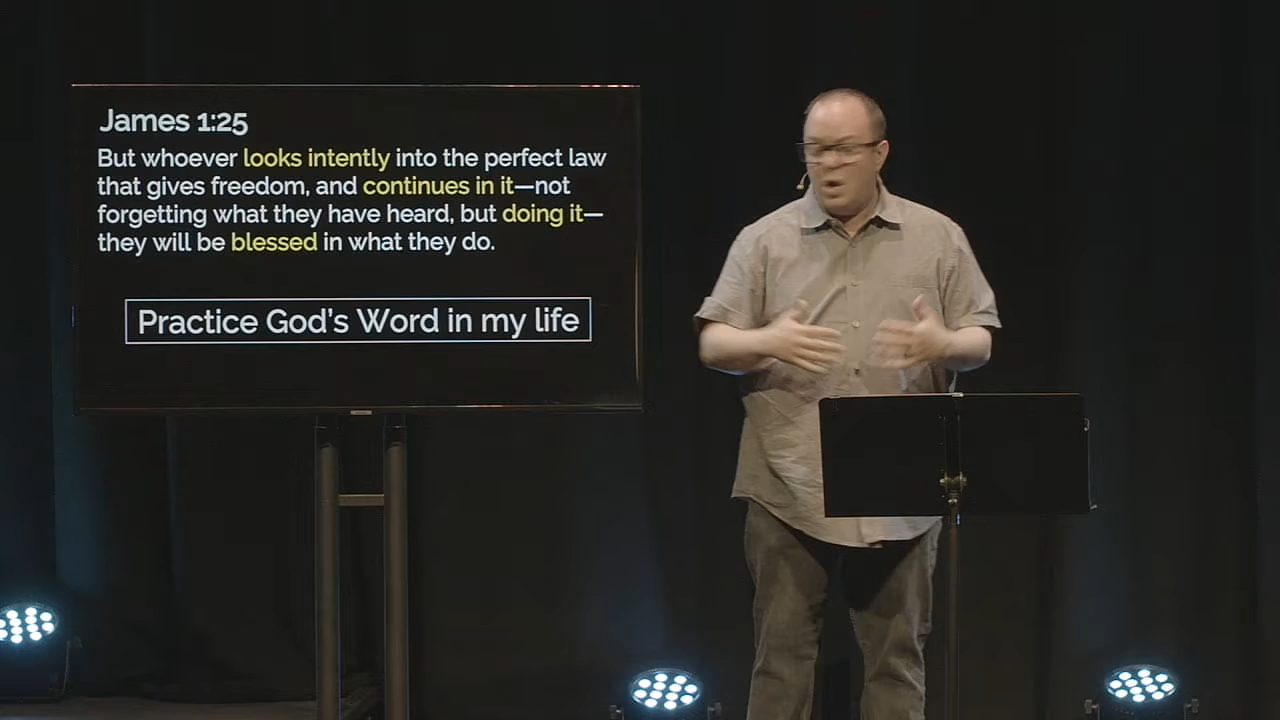 James 1:25
But whoever looks intently into the perfect law
that gives freedom, and continues in it—not
forgetting what they have heard, but doing it—
they will be blessed in what they do.
Practice God's Word in my life